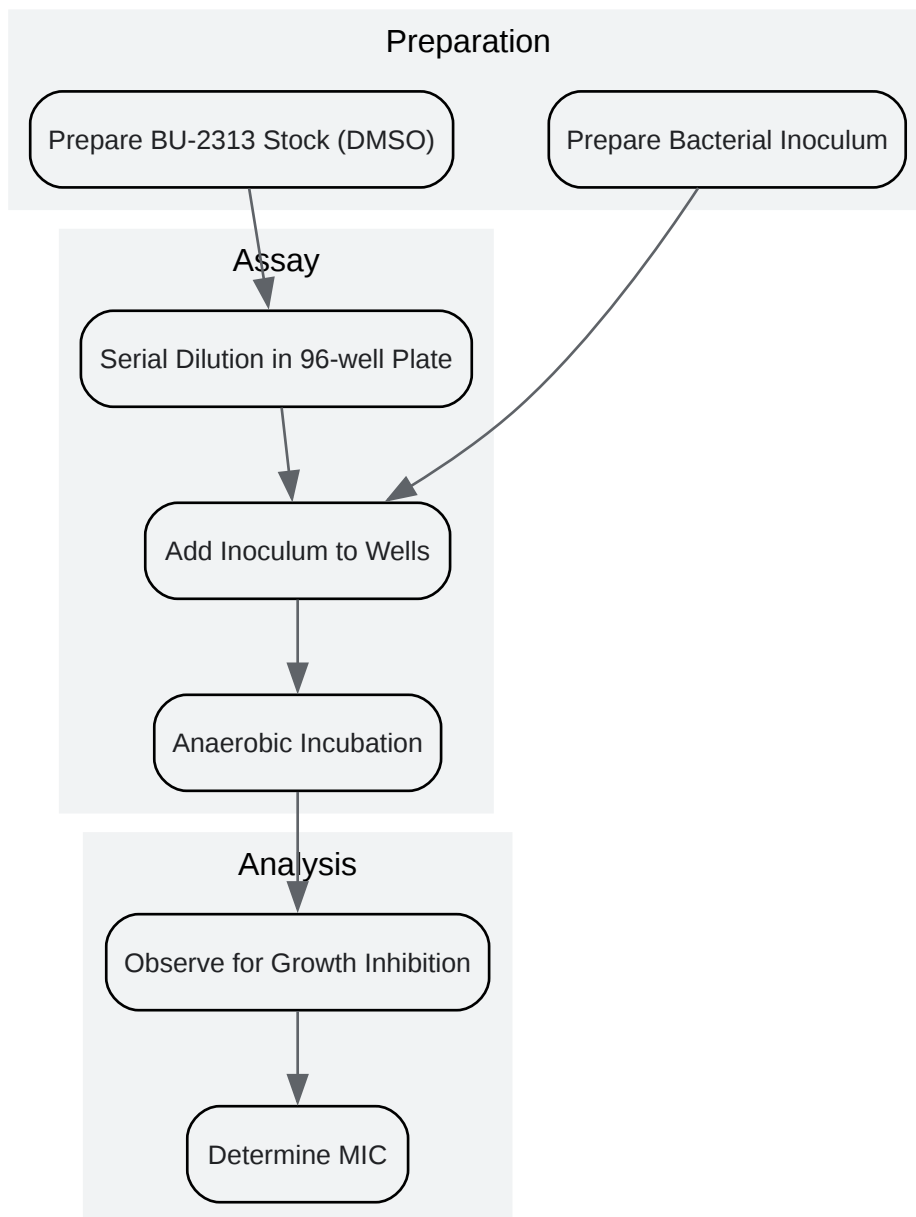 Preparation
Prepare BU-2313 Stock (DMSO)
Prepare Bacterial Inoculum
Assay
Serial Dilution in 96-well Plate
Add Inoculum to Wells
Anaerobic Incubation
Analysis
Observe for Growth Inhibition
Determine MIC